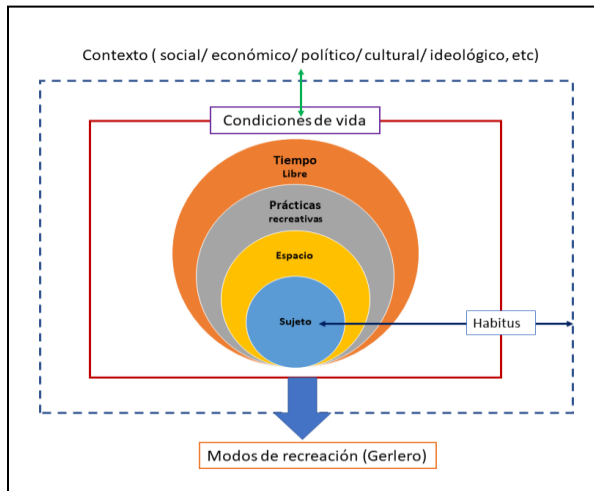 Contexto ( social/ económico/ político/ cultural/ ideológico, etc)
Condiciones de vida
Tiempo
Libre
Prácticas
recreativas
Espacio
Sujeto
Habitus
Modos de recreación (Gerlero)